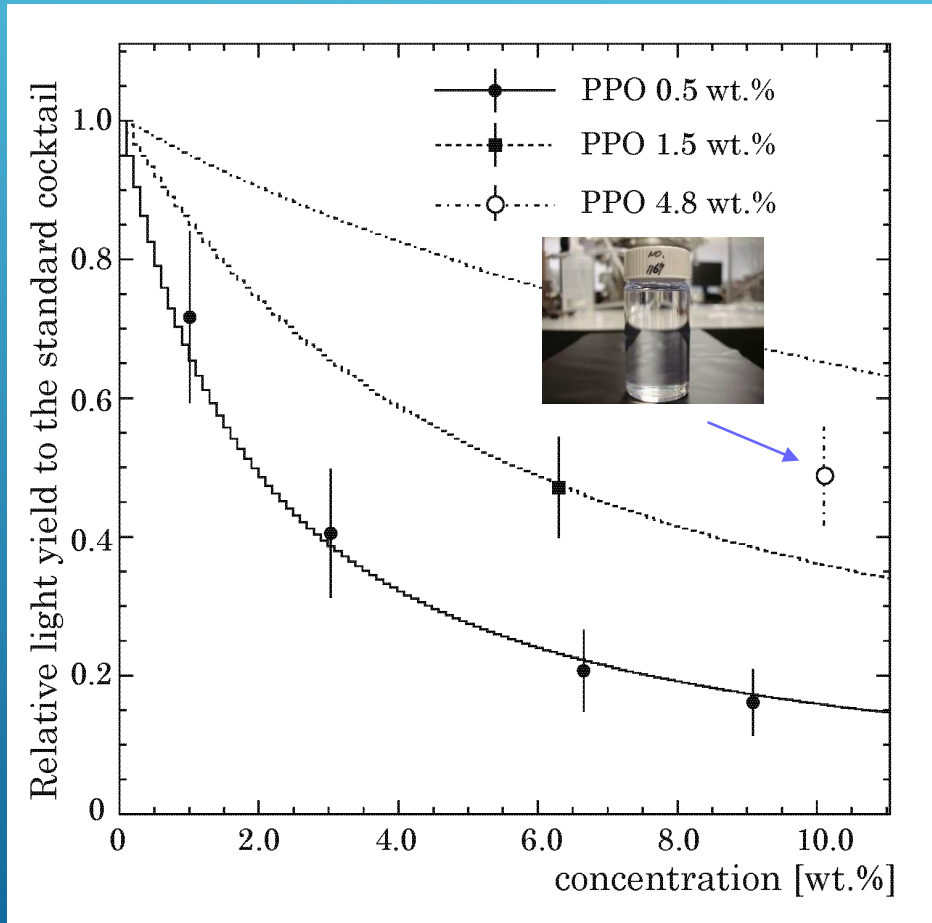 Relative light yield to the standard cocktail
PPO 0.5 wt.%
PPO 1.5 wt.%
PPO 4.8 wt.%
NO.
1.0
0.8
0.6
0.4
0.2
0
0 2.0 4.0 6.0 8.0 10.0
concentration [wt.%]